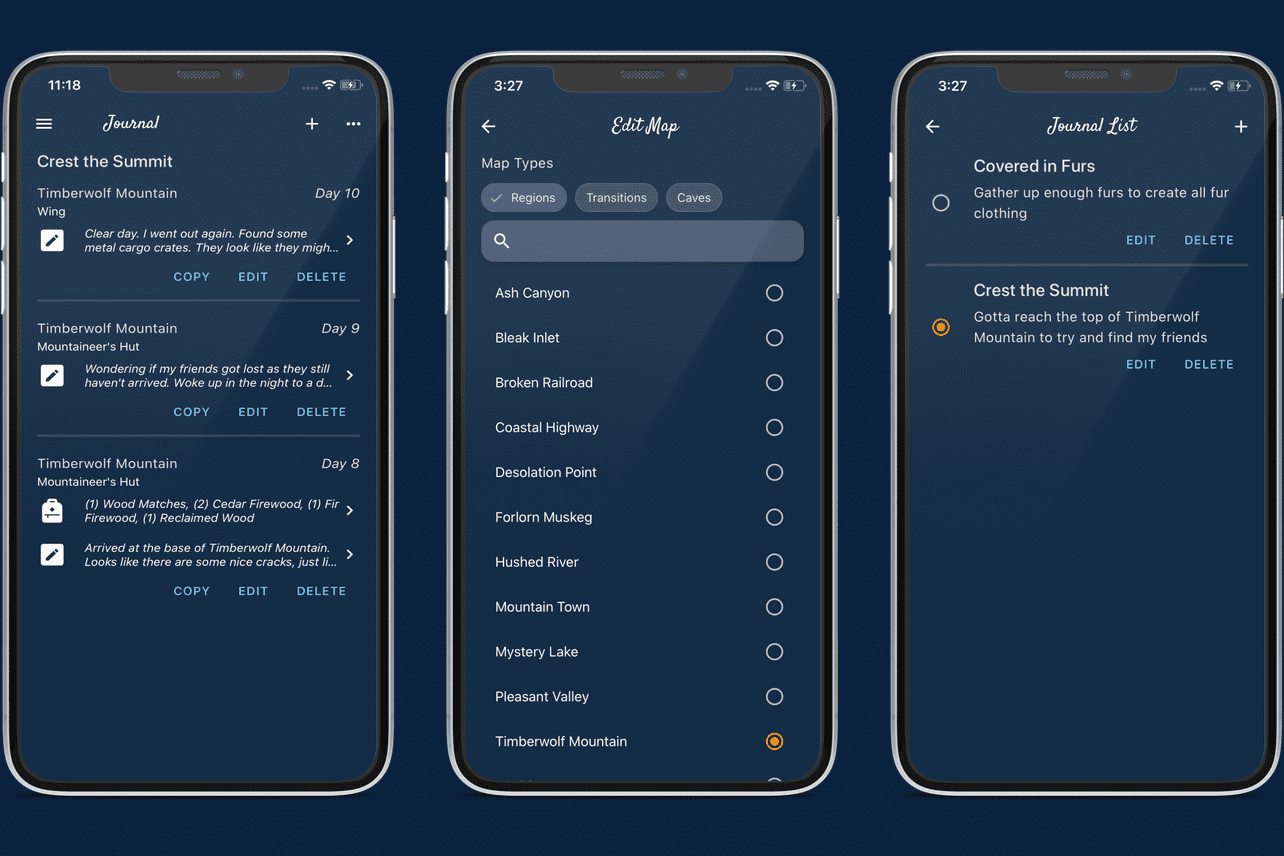 11:18
Journal
Crest the Summit
Timberwolf Mountain Day 10
Wing
Clear day. I went out again. Found some
metal cargo crates. They look like they migh...
COPY EDIT DELETE
Timberwolf Mountain Day 9
Mountaineer's Hut
Wondering if my friends got lost as they still
haven't arrived. Woke up in the night to a d...
COPY EDIT DELETE
Timberwolf Mountain Day 8
Mountaineer's Hut
(1) Wood Matches, (2) Cedar Firewood, (1) Fir
Firewood, (1) Reclaimed Wood
Arrived at the base of Timberwolf Mountain.
Looks like there are some nice cracks, just li...
COPY EDIT DELETE
3:27
Edit Map
Map Types
Regions Transitions Caves
Ash Canyon
Bleak Inlet
Broken Railroad
Coastal Highway
Desolation Point
Forlorn Muskeg
Hushed River
Mountain Town
Mystery Lake
Pleasant Valley
Timberwolf Mountain
3:27
Journal List
Covered in Furs
Gather up enough furs to create all fur
clothing
EDIT DELETE
Crest the Summit
Gotta reach the top of Timberwolf
Mountain to try and find my friends
EDIT DELETE